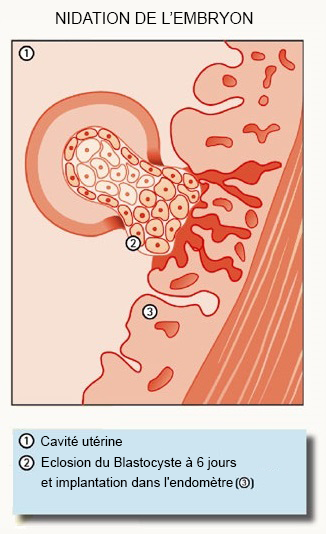 NIDATION DE L'EMBRYON
①
②
③
① Cavité utérine
② Eclosion du Blastocyste à 6 jours
et implantation dans l'endomètre (③)